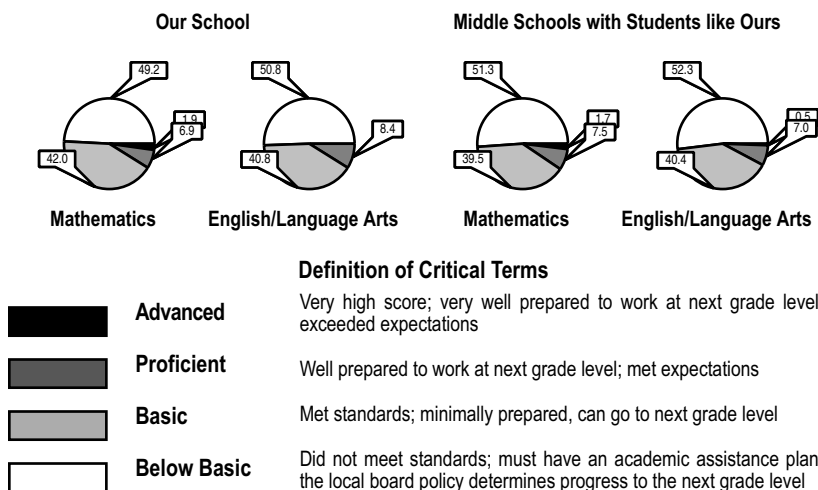 Our School
Middle Schools with Students like Ours
49.2
50.8
51.3
52.3
1.9
6.9
8.4
1.7
7.5
0.5
7.0
42.0
40.8
39.5
40.4
Mathematics
English/Language Arts
Mathematics
English/Language Arts
Definition of Critical Terms
Advanced
Very high score; very well prepared to work at next grade level
exceeded expectations
Proficient
Well prepared to work at next grade level; met expectations
Basic
Met standards; minimally prepared, can go to next grade level
Below Basic
Did not meet standards; must have an academic assistance plan
the local board policy determines progress to the next grade level